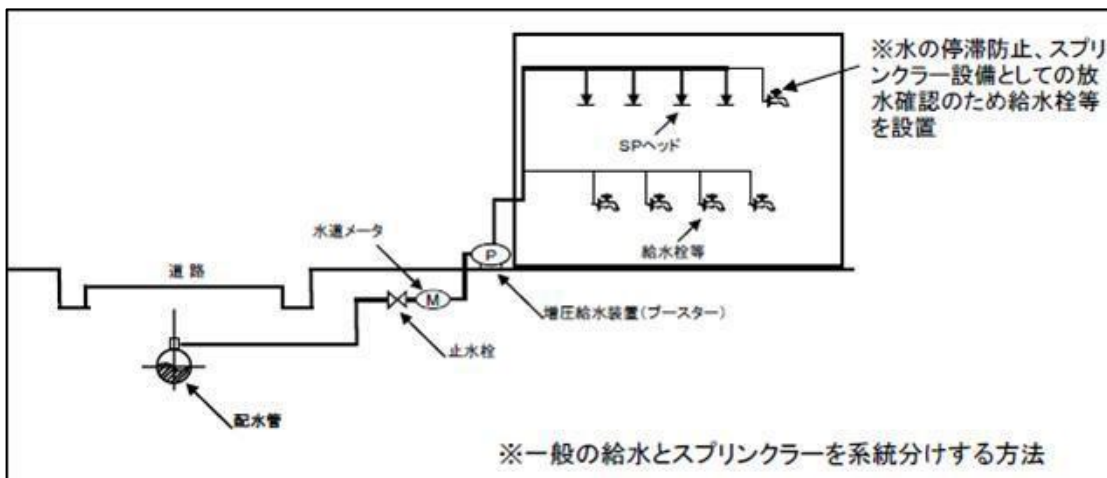 ※水の停滞防止、スプリ
ンクラー設備としての放
水確認のため給水栓等
を設置
SPヘッド
水道メータ
給水栓等
P
道路
M
増圧給水装置(ブースター)
止水栓
配水管
※一般の給水とスプリンクラーを系統分けする方法